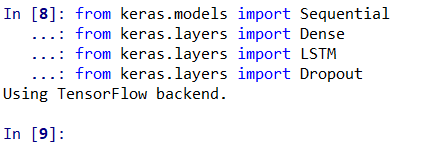 In [8]: from keras.models import Sequential
   ...: from keras.layers import Dense
   ...: from keras.layers import LSTM
   ...: from keras.layers import Dropout
Using TensorFlow backend.
In [9]: